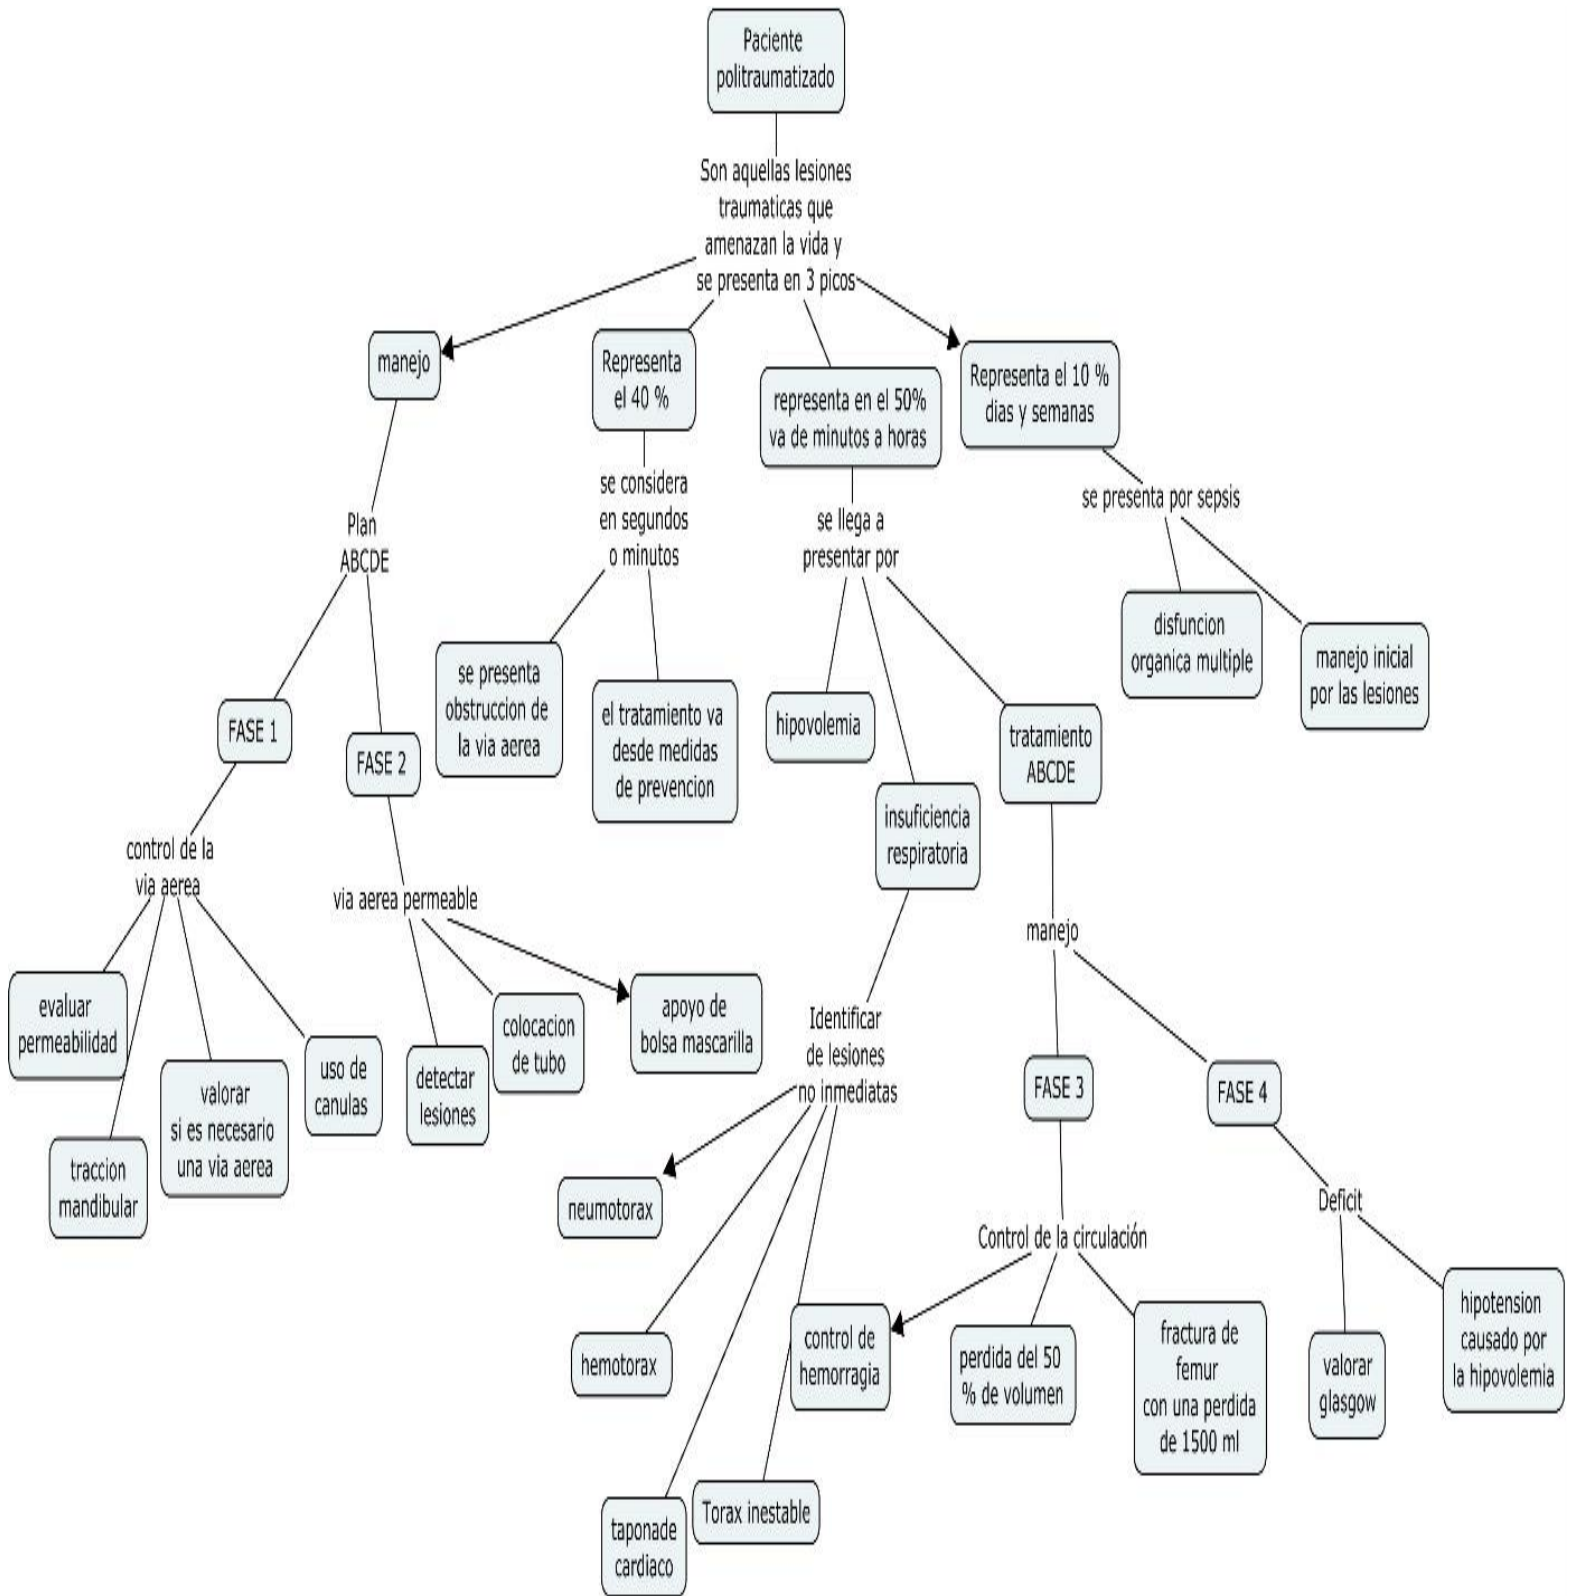 Paciente
politraumatizado
Son aquellas lesiones
traumaticas que
amenazan la vida y
se presenta en 3 picos
manejo
Representa
el 40 %
representa en el 50%
va de minutos a horas
Representa el 10 %
dias y semanas
Plan
ABCDE
se considera
en segundos
o minutos
se llega a
presentar por
se presenta por sepsis
FASE 1
FASE 2
se presenta
obstruccion de
la via aerea
el tratamiento va
desde medidas
de prevencion
hipovolemia
insuficiencia
respiratoria
tratamiento
ABCDE
disfuncion
organica multiple
manejo inicial
por las lesiones
control de la
via aerea
via aerea permeable
evaluar
permeabilidad
traccion
mandibular
valorar
si es necesario
una via aerea
uso de
canulas
detectar
lesiones
colocacion
de tubo
apoyo de
bolsa mascarilla
Identificar
de lesiones
no inmediatas
manejo
FASE 3
FASE 4
neumotorax
hemotorax
taponade
cardiaco
Torax inestable
Control de la circulación
control de
hemorragia
perdida del 50
% de volumen
fractura de
femur
con una perdida
de 1500 ml
Deficit
valorar
glasgow
hipotension
causado por
la hipovolemia